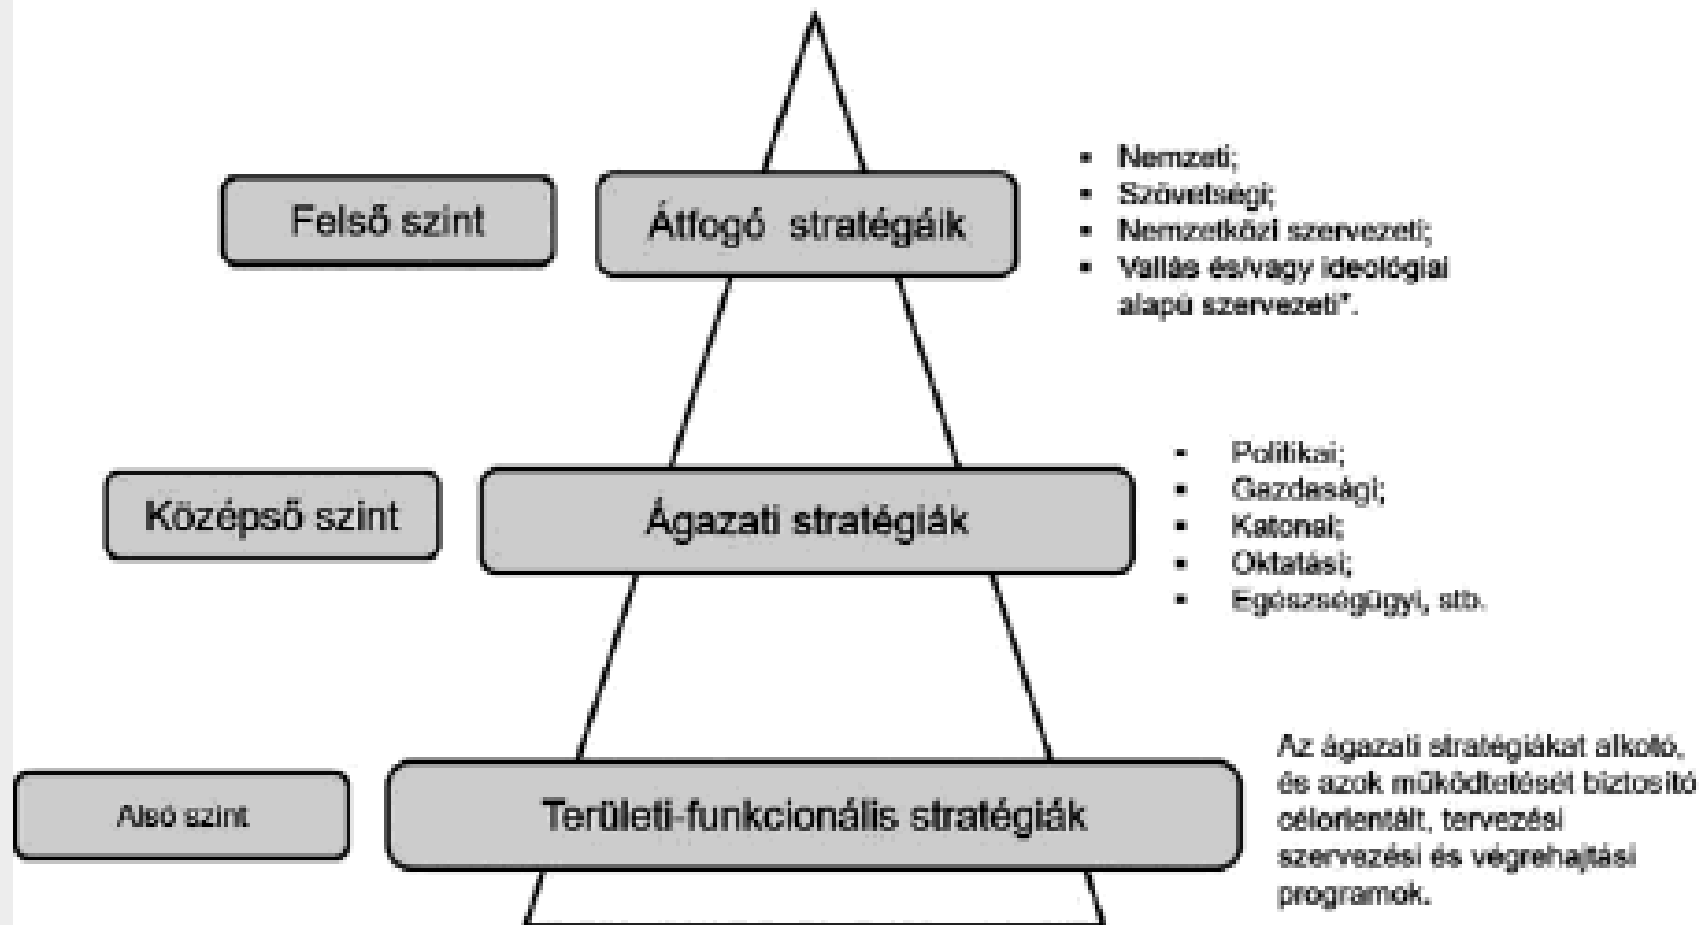 Felső szint
Átfogó stratégáik
▪ Nemzeti;
▪ Szövetségi;
▪ Nemzetközi szervezeti;
▪ Vallás és/vagy ideológiai
alapú szervezeti*.
Középső szint
Ágazati stratégiák
▪ Politikai;
▪ Gazdasági;
▪ Katonai;
▪ Oktatási;
▪ Egészségügyi, stb.
Alsó szint
Területi-funkcionális stratégiák
Az ágazati stratégiákat alkotó,
és azok működtetését biztosító
célorientált, tervezési
szervezési és végrehajtási
programok.